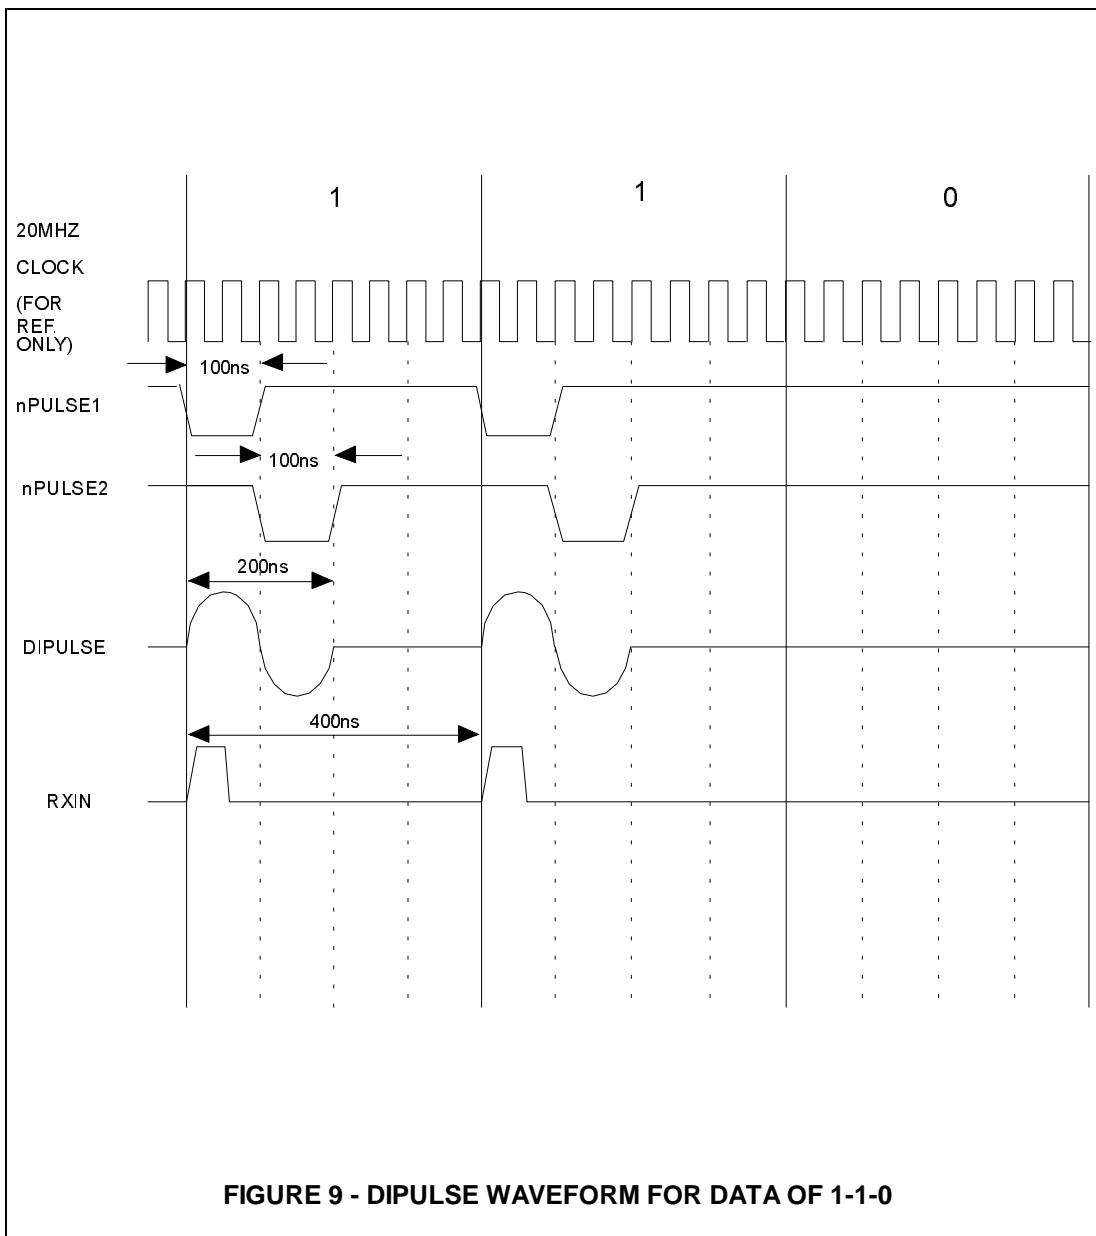 1 1 0
20MHZ
CLOCK
(FOR
REF.
ONLY)
100ns
nPULSE1
100ns
nPULSE2
200ns
DIPULSE
400ns
RXIN
FIGURE 9 - DIPULSE WAVEFORM FOR DATA OF 1-1-0